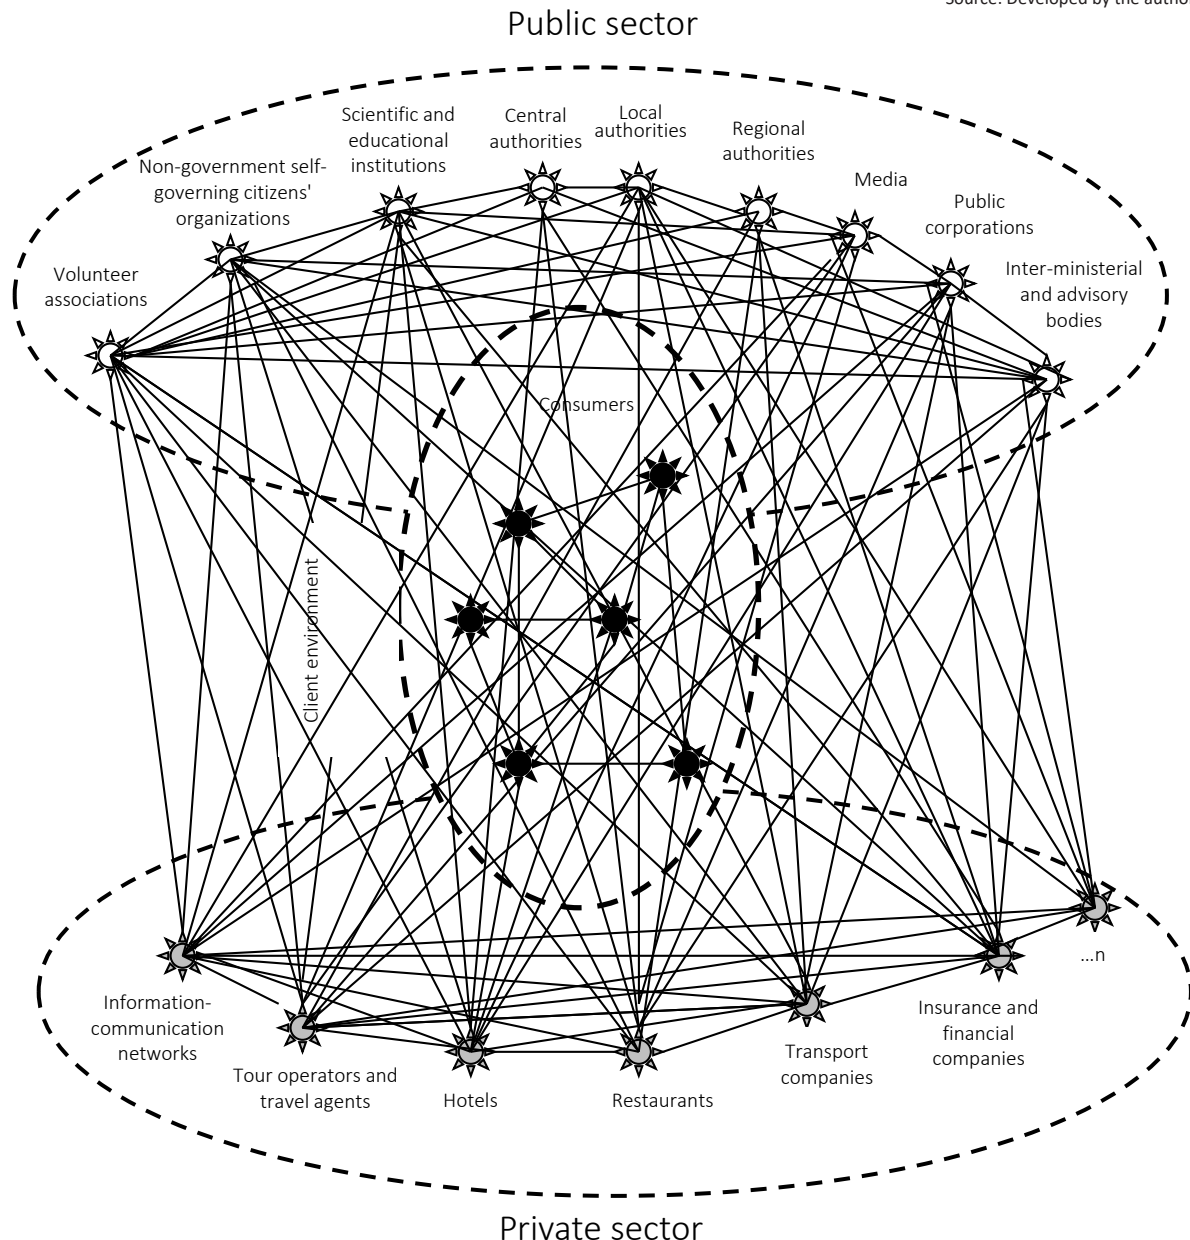 Source: Developed by the
Public sector
Scientific and
educational
institutions
Central
authorities
Local
authorities
Regional
authorities
Media
Non-government self-
governing citizens'
organizations
Public
corporations
Volunteer
associations
Inter-ministerial
and advisory
bodies
Consumers
Client environment
...n
Information-
communication
networks
Tour operators and
travel agents
Hotels
Restaurants
Transport
companies
Insurance and
financial
companies
Private sector